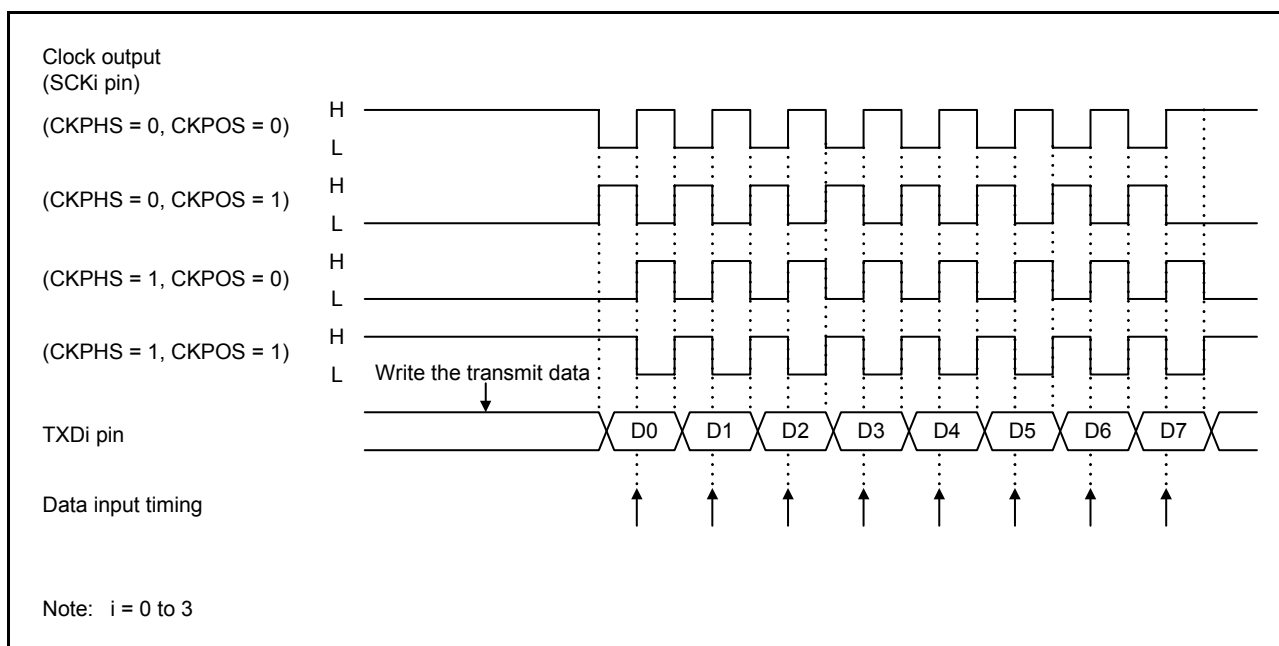 Clock output
(SCKi pin)
H
(CKPHS = 0, CKPOS = 0)
L
H
(CKPHS = 0, CKPOS = 1)
L
H
(CKPHS = 1, CKPOS = 0)
L
H
(CKPHS = 1, CKPOS = 1)
L
Write the transmit data
TXDi pin
D0 D1 D2 D3 D4 D5 D6 D7
Data input timing
Note: i = 0 to 3